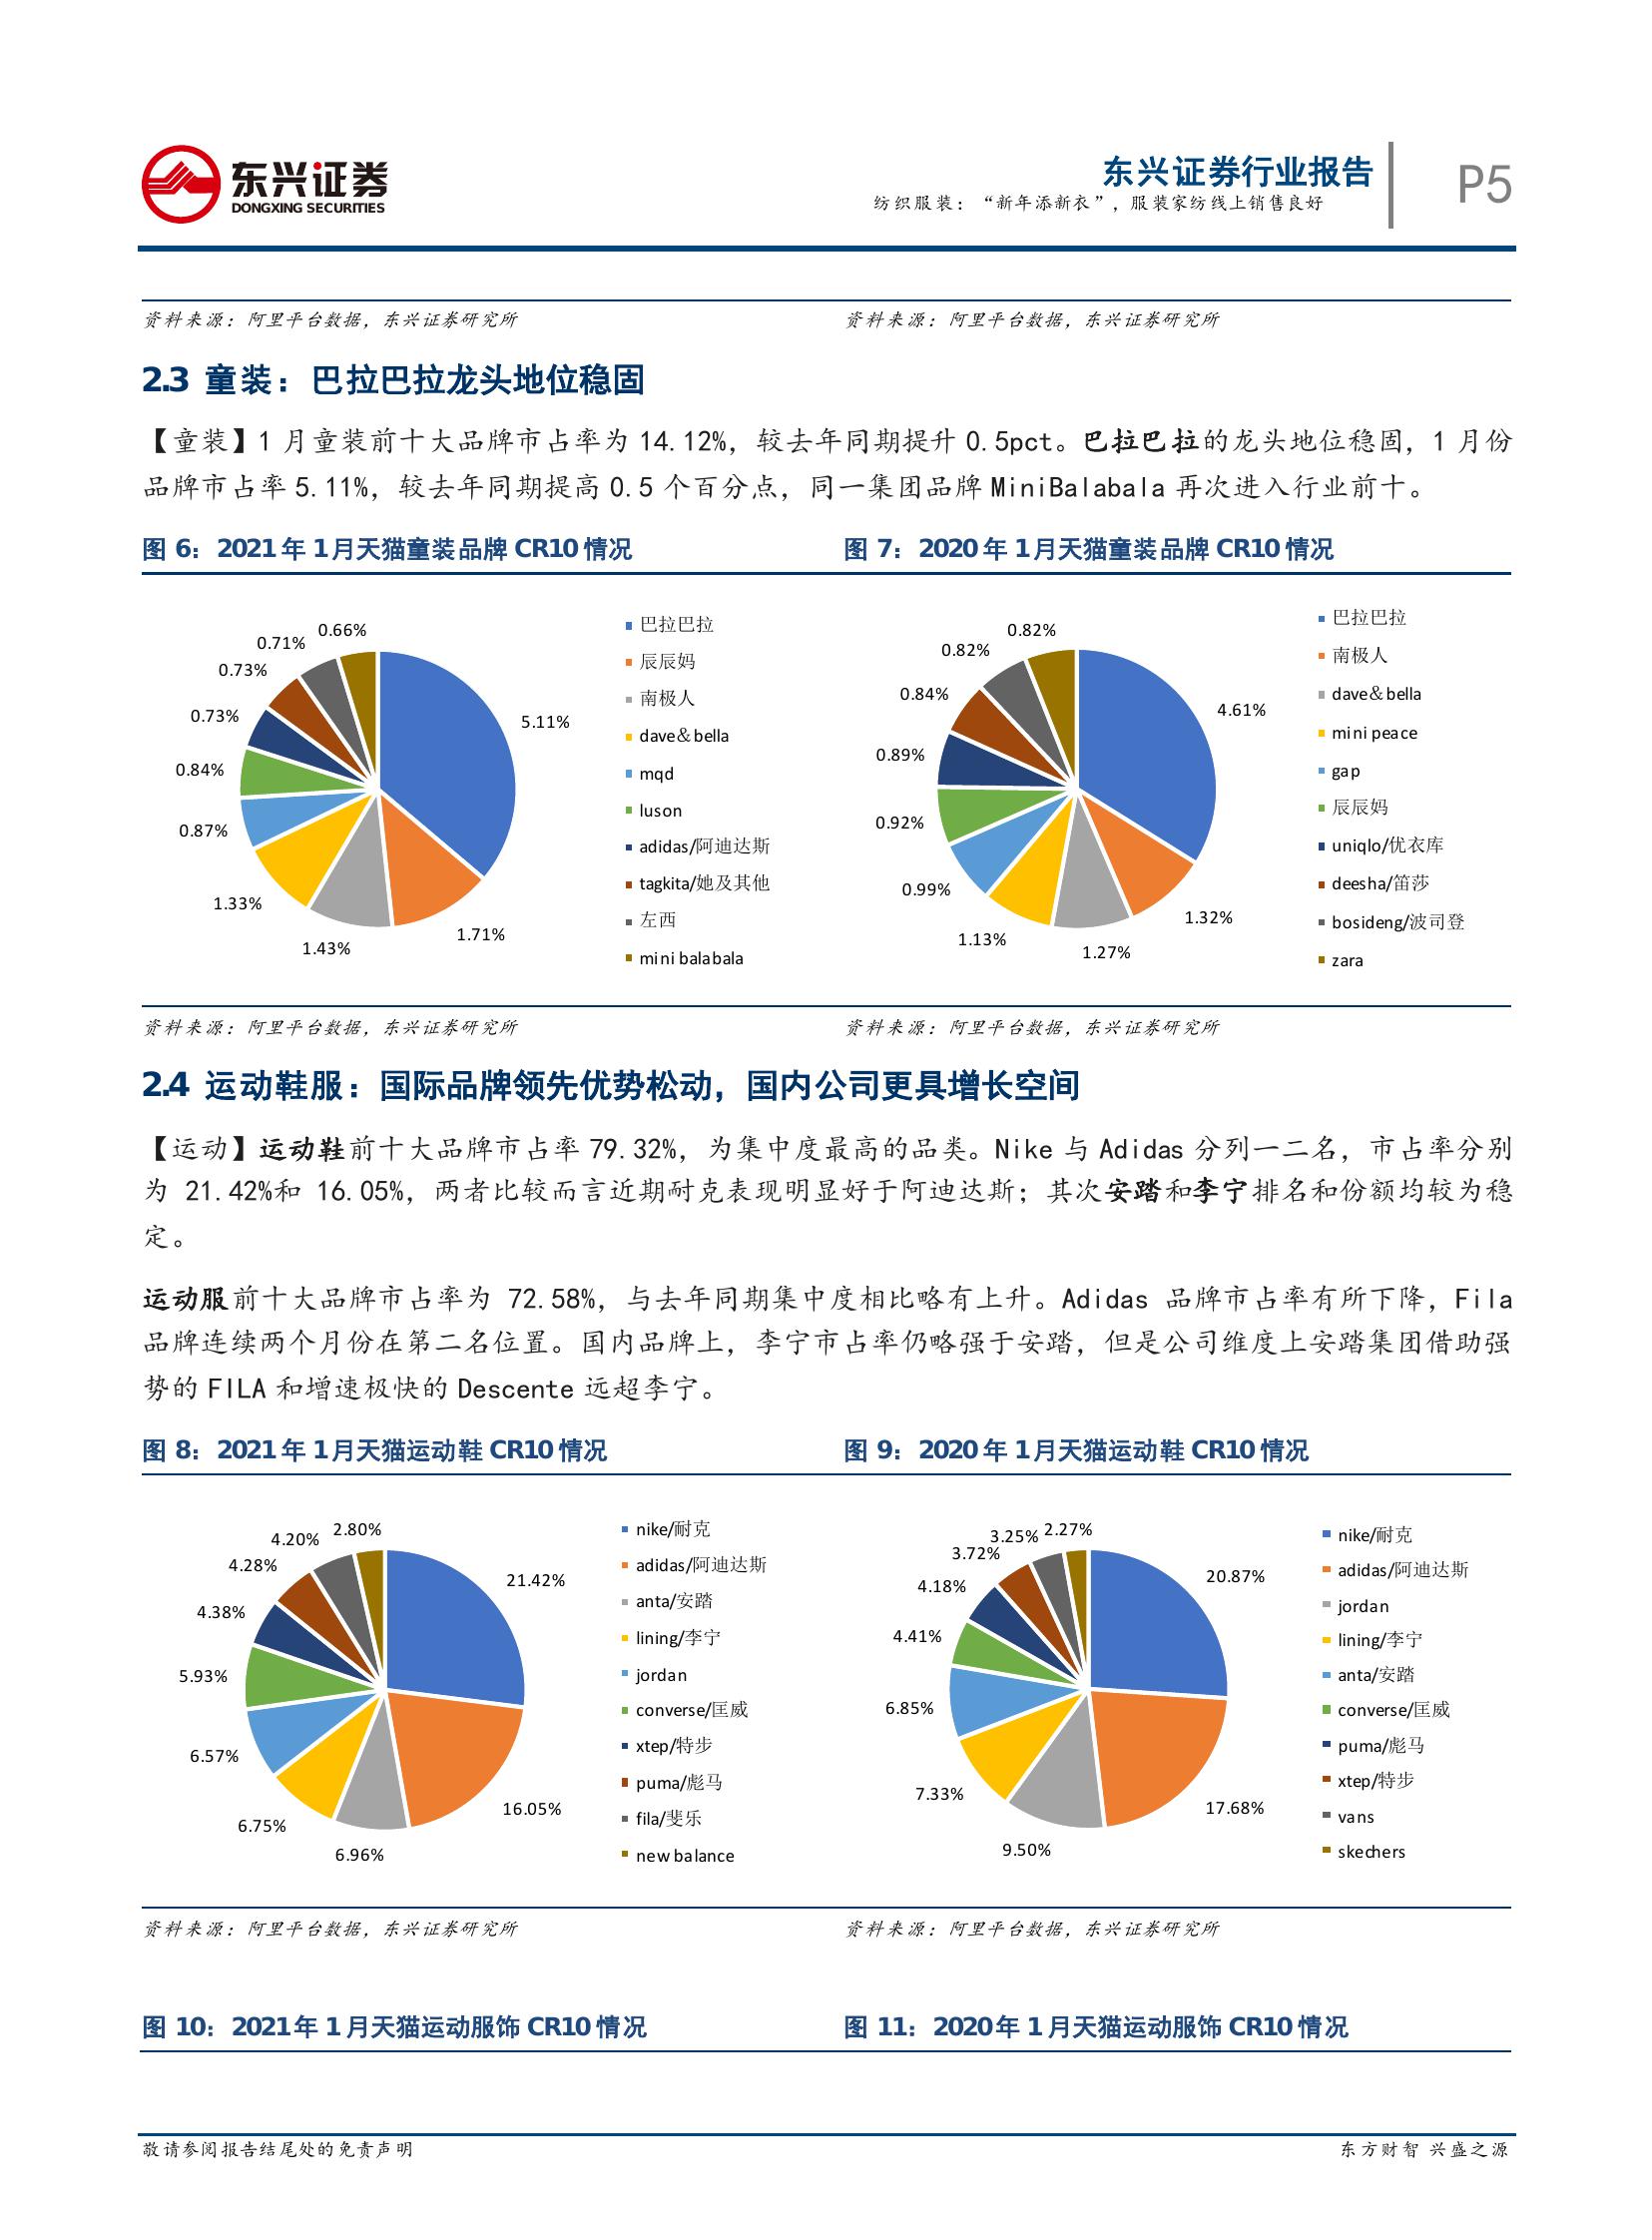 东兴证券
DONGXING SECURITIES
东兴证券行业报告
纺织服装：“新年添新衣”，服装家纺线上销售良好
P5
资料来源：阿里平台数据，东兴证券研究所
资料来源：阿里平台数据，东兴证券研究所
2.3 童装：巴拉巴拉龙头地位稳固
【童装】1 月童装前十大品牌市占率为 14.12%，较去年同期提升 0.5pct。巴拉巴拉的龙头地位稳固，1 月份
品牌市占率 5.11%，较去年同期提高 0.5 个百分点，同一集团品牌 MiniBalabala 再次进入行业前十。
图 6：2021 年 1 月天猫童装品牌 CR10 情况
5.11%
1.71%
1.43%
1.33%
0.87%
0.84%
0.73%
0.73%
0.71%
0.66%
巴拉巴拉
辰辰妈
南极人
dave＆bella
mqd
luson
adidas/阿迪达斯
tagkita/她及其他
左西
mini balabala
图 7：2020 年 1 月天猫童装品牌 CR10 情况
4.61%
1.32%
1.27%
1.13%
0.99%
0.92%
0.89%
0.84%
0.82%
0.82%
巴拉巴拉
南极人
dave＆bella
mini peace
gap
辰辰妈
uniqlo/优衣库
deesha/笛莎
bosideng/波司登
zara
资料来源：阿里平台数据，东兴证券研究所
资料来源：阿里平台数据，东兴证券研究所
2.4 运动鞋服：国际品牌领先优势松动，国内公司更具增长空间
【运动】运动鞋前十大品牌市占率 79.32%，为集中度最高的品类。Nike 与 Adidas 分列一二名，市占率分别
为 21.42%和 16.05%，两者比较而言近期耐克表现明显好于阿迪达斯；其次安踏和李宁排名和份额均较为稳
定。
运动服前十大品牌市占率为 72.58%，与去年同期集中度相比略有上升。Adidas 品牌市占率有所下降，Fila
品牌连续两个月份在第二名位置。国内品牌上，李宁市占率仍略强于安踏，但是公司维度上安踏集团借助强
势的 FILA 和增速极快的 Descente 远超李宁。
图 8：2021 年 1 月天猫运动鞋 CR10 情况
21.42%
16.05%
6.96%
6.75%
6.57%
5.93%
4.38%
4.28%
4.20%
2.80%
nike/耐克
adidas/阿迪达斯
anta/安踏
lining/李宁
jordan
converse/匡威
xtep/特步
puma/彪马
fila/斐乐
new balance
图 9：2020 年 1 月天猫运动鞋 CR10 情况
20.87%
17.68%
9.50%
7.33%
6.85%
4.41%
4.18%
3.72%
3.25%
2.27%
nike/耐克
adidas/阿迪达斯
jordan
lining/李宁
anta/安踏
converse/匡威
puma/彪马
xtep/特步
vans
skechers
资料来源：阿里平台数据，东兴证券研究所
资料来源：阿里平台数据，东兴证券研究所
图 10：2021 年 1 月天猫运动服饰 CR10 情况
图 11：2020 年 1 月天猫运动服饰 CR10 情况
敬请参阅报告结尾处的免责声明
东方财智 兴盛之源